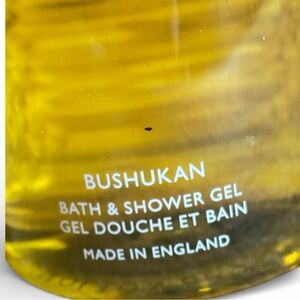 BUSHUKAN
BATH & SHOWER GEL
GEL DOUCHE ET BAIN
MADE IN ENGLAND